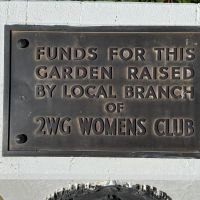 FUNDS FOR THIS
GARDEN RAISED
BY LOCAL BRANCH
OF
2WG WOMENS CLUB